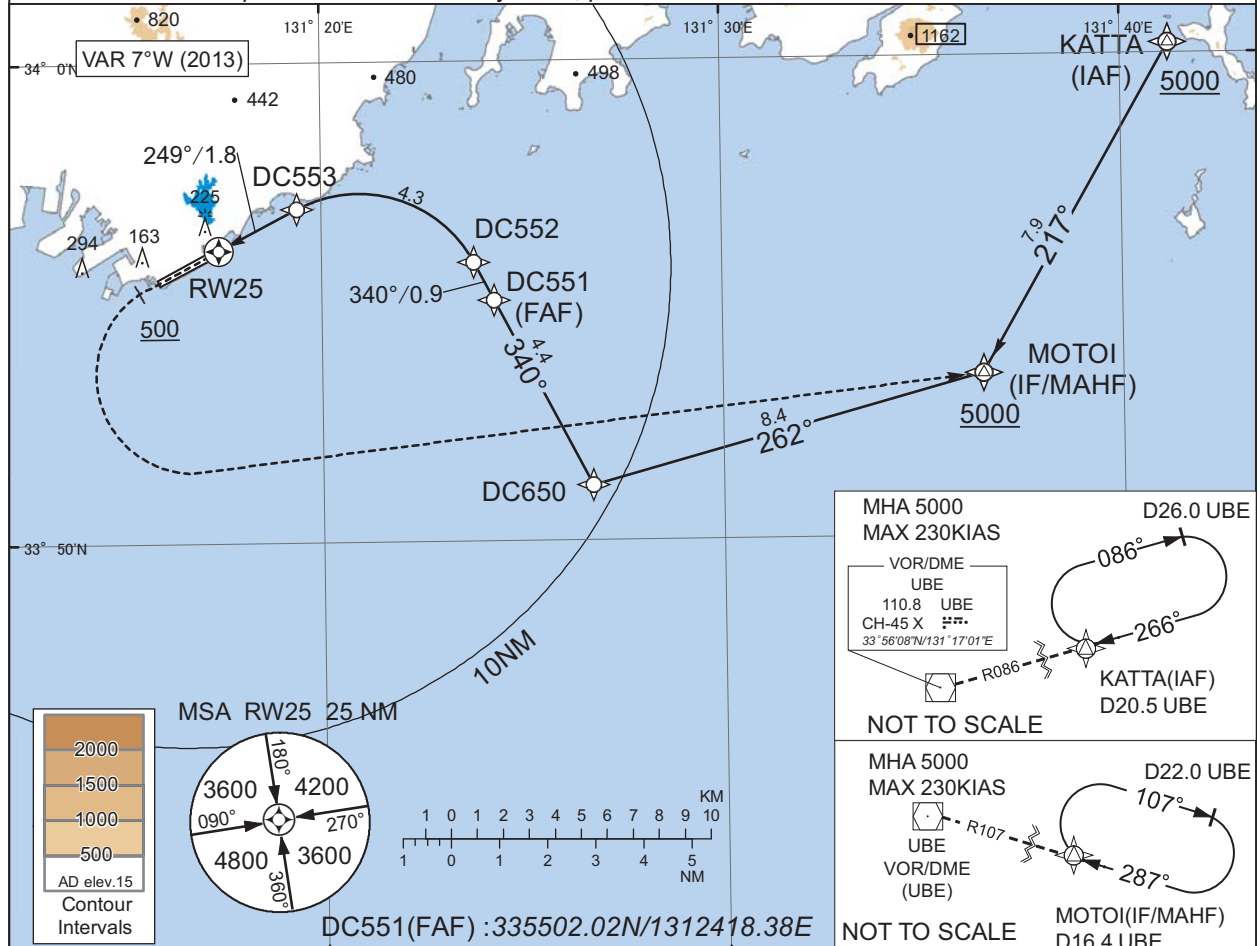 820
VAR 7°W (2013)
34° 0'N
442
480
498
131° 20'E
131° 30'E
1162
131° 40'E
KATTA
(IAF)
5000
249°/1.8
DC553
4.3
225
294
163
RW25
500
DC552
340°/0.9
DC551
(FAF)
4.4
340°
7.9
217°
MOTOI
(IF/MAHF)
5000
8.4
262°
DC650
33° 50'N
10NM
MHA 5000
MAX 230KIAS
D26.0 UBE
VOR/DME
UBE
110.8 UBE
CH-45 X
33°56'08"N/131°17'01"E
086°
266°
R086
KATTA(IAF)
D20.5 UBE
NOT TO SCALE
MHA 5000
MAX 230KIAS
D22.0 UBE
107°
R107
287°
UBE
VOR/DME
(UBE)
NOT TO SCALE
MOTOI(IF/MAHF)
D16.4 UBE
2000
1500
1000
500
AD elev.15
Contour
Intervals
MSA RW25 25 NM
180°
3600
4200
090°
270°
4800
3600
360°
KM
1 0 1 2 3 4 5 6 7 8 9 10
1 0 1 2 3 4 5
NM
DC551(FAF) :335502.02N/1312418.38E